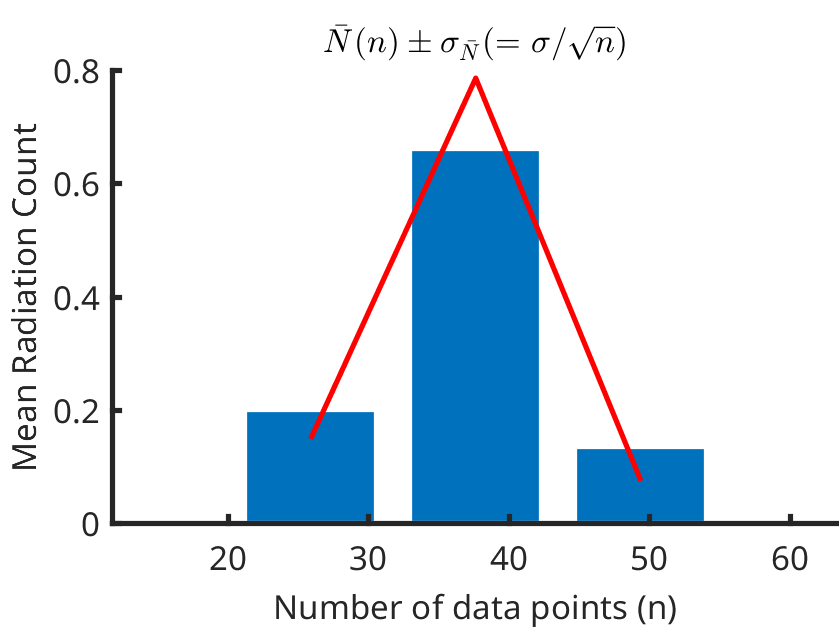 N̄(n) ± σ_N̄(= σ/√n)
0.8
0.6
0.4
0.2
0
Mean Radiation Count
20 30 40 50 60
Number of data points (n)